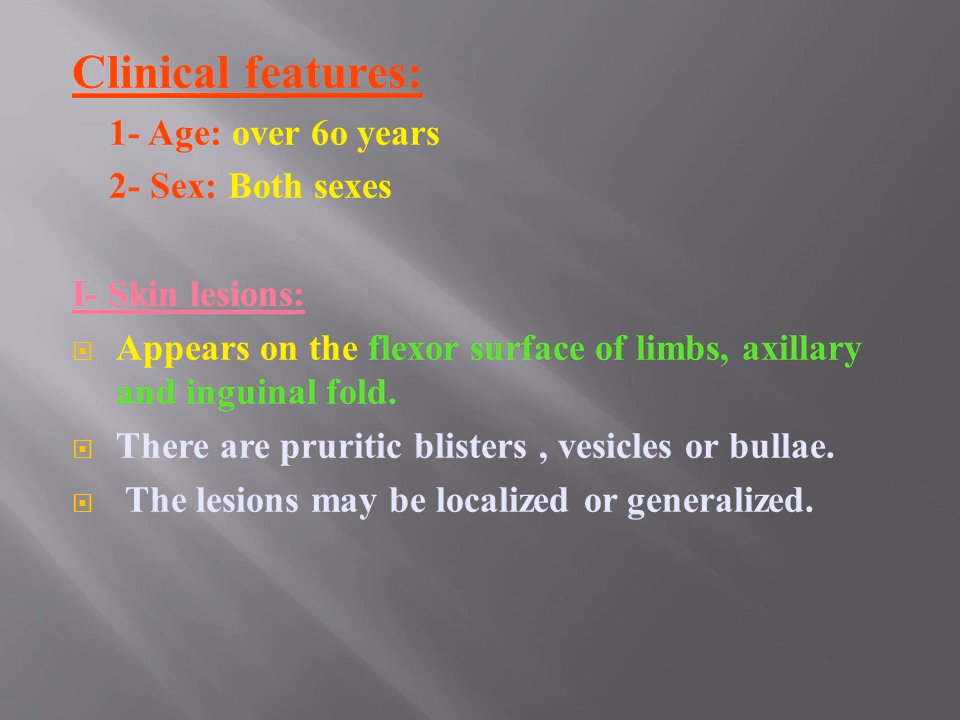 Clinical features:
1- Age: over 6o years
2- Sex: Both sexes
I- Skin lesions:
Appears on the flexor surface of limbs, axillary
and inguinal fold.
There are pruritic blisters , vesicles or bullae.
The lesions may be localized or generalized.